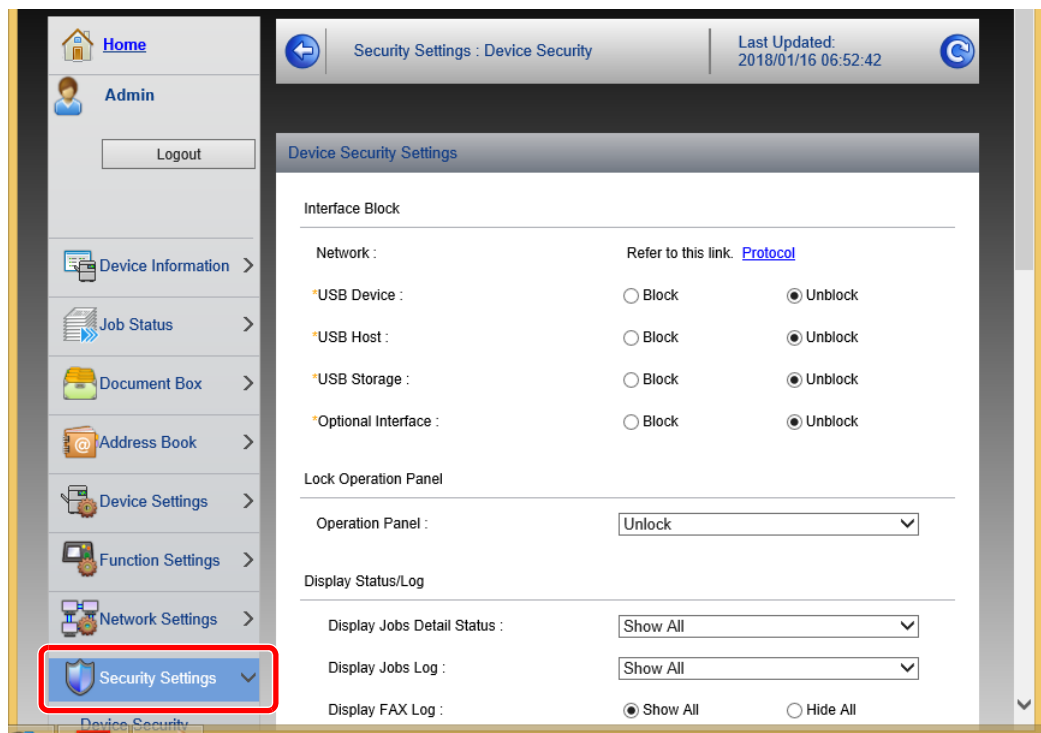 Home
Admin
Logout
Device Information
Job Status
Document Box
Address Book
Device Settings
Function Settings
Network Settings
Security Settings
Device Security
Security Settings : Device Security
Last Updated:
2018/01/16 06:52:42
Device Security Settings
Interface Block
Network : Refer to this link. Protocol
*USB Device : Block Unblock
*USB Host : Block Unblock
*USB Storage : Block Unblock
*Optional Interface : Block Unblock
Lock Operation Panel
Operation Panel : Unlock
Display Status/Log
Display Jobs Detail Status : Show All
Display Jobs Log : Show All
Display FAX Log : Show All Hide All